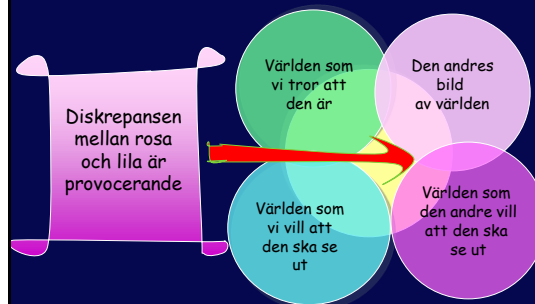 Diskrepansen
mellan rosa
och lila är
provocerande
Världen som
vi tror att
den är
Den andres
bild
av världen
Världen som
vi vill att
den ska se
ut
Världen som
den andre vill
att den ska
se ut